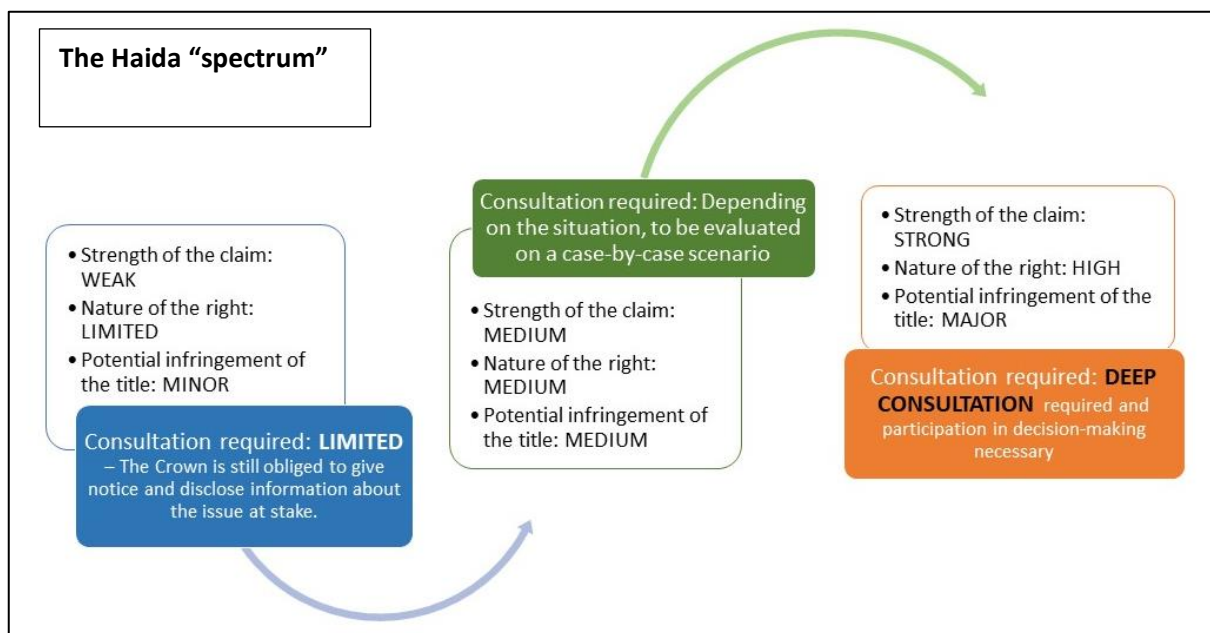 The Haida “spectrum”
• Strength of the claim:
WEAK
• Nature of the right:
LIMITED
• Potential infringement of
the title: MINOR
Consultation required: LIMITED
– The Crown is still obliged to give
notice and disclose information about
the issue at stake.
Consultation required: Depending
on the situation, to be evaluated
on a case-by-case scenario
• Strength of the claim:
MEDIUM
• Nature of the right:
MEDIUM
• Potential infringement of
the title: MEDIUM
• Strength of the claim:
STRONG
• Nature of the right: HIGH
• Potential infringement of the
title: MAJOR
Consultation required: DEEP
CONSULTATION required and
participation in decision-making
necessary